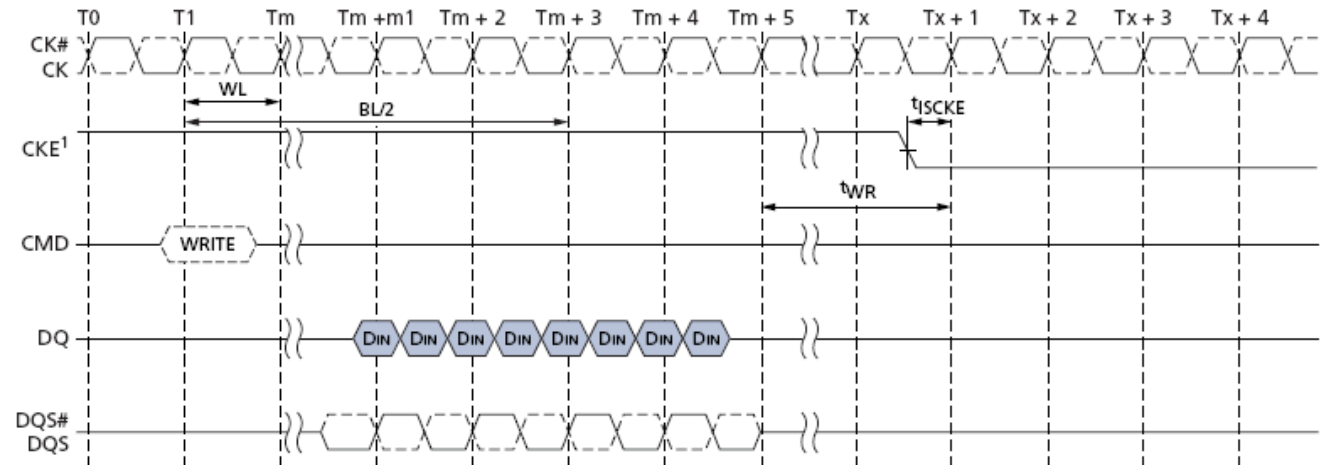 T0 T1 Tm Tm +m1 Tm + 2 Tm + 3 Tm + 4 Tm + 5 Tx Tx + 1 Tx + 2 Tx + 3 Tx + 4
CK#
CK
WL
BL/2
tISCKE
CKE1
tWR
CMD WRITE
DQ DIN DIN DIN DIN DIN DIN DIN DIN
DQS#
DQS